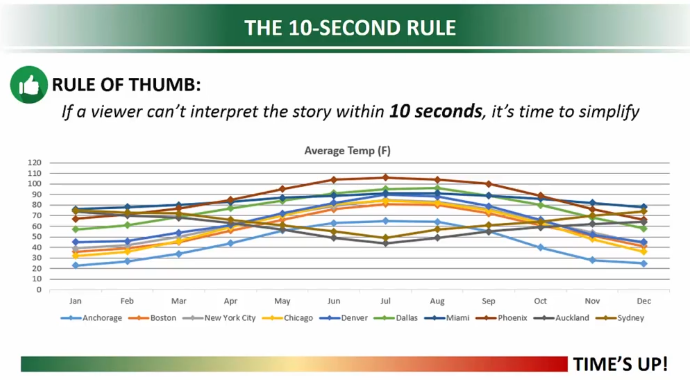 THE 10-SECOND RULE
RULE OF THUMB:
If a viewer can't interpret the story within 10 seconds, it's time to simplify
Average Temp (F)
120
110
100
90
80
70
60
50
40
30
20
10
0
Jan Feb Mar Apr May Jun Jul Aug Sep Oct Nov Dec
Anchorage Boston New York City Chicago Denver Dallas Miami Phoenix Auckland Sydney
TIME'S UP!